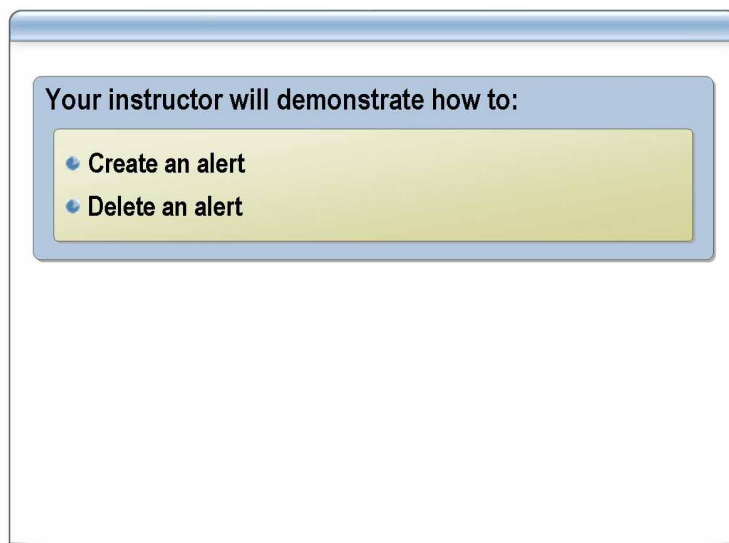 Your instructor will demonstrate how to:
Create an alert
Delete an alert